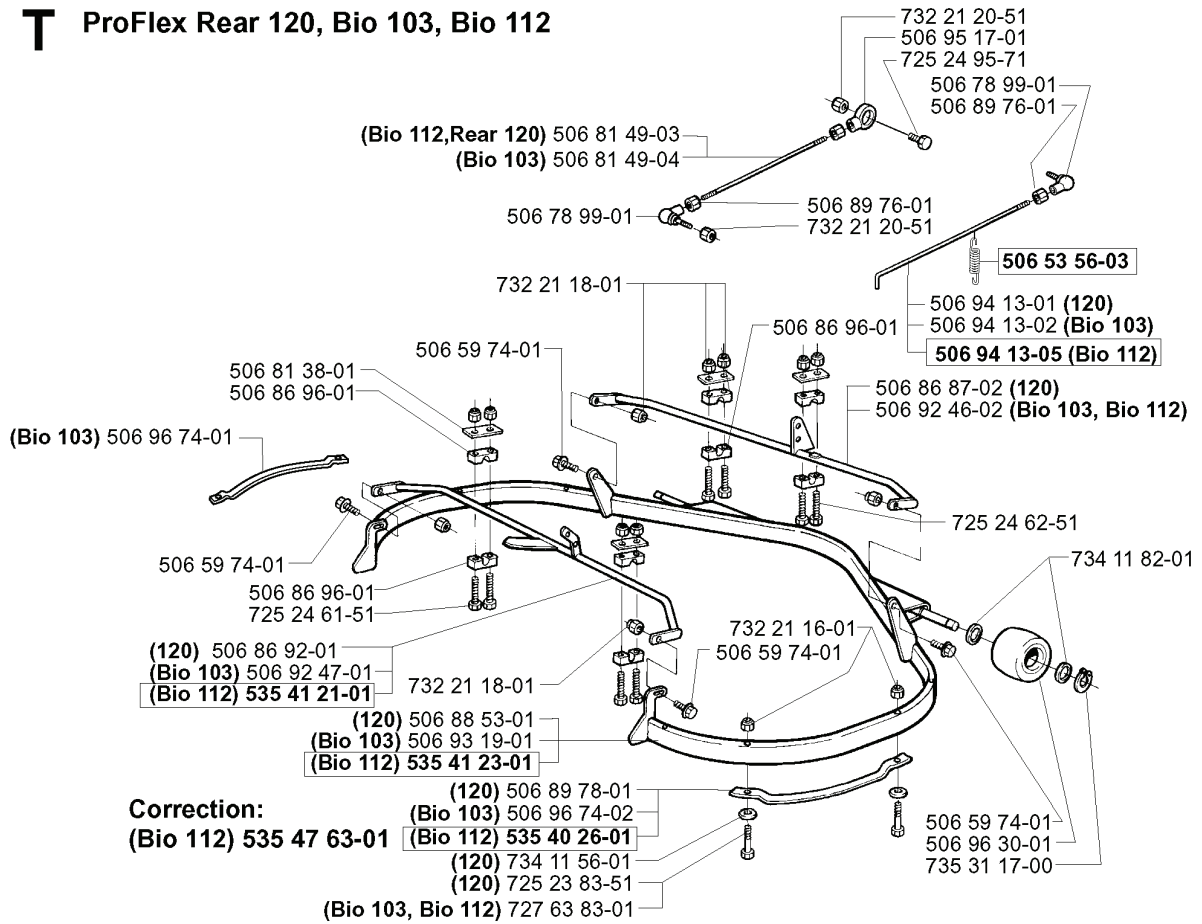 T ProFlex Rear 120, Bio 103, Bio 112
732 21 20-51
506 95 17-01
725 24 95-71
506 78 99-01
506 89 76-01
(Bio 112,Rear 120) 506 81 49-03
(Bio 103) 506 81 49-04
506 78 99-01
506 89 76-01
732 21 20-51
506 53 56-03
732 21 18-01
506 94 13-01 (120)
506 94 13-02 (Bio 103)
506 94 13-05 (Bio 112)
506 86 96-01
506 59 74-01
506 81 38-01
506 86 96-01
506 86 87-02 (120)
506 92 46-02 (Bio 103, Bio 112)
(Bio 103) 506 96 74-01
725 24 62-51
734 11 82-01
506 59 74-01
506 86 96-01
725 24 61-51
732 21 16-01
506 59 74-01
(120) 506 86 92-01
(Bio 103) 506 92 47-01
(Bio 112) 535 41 21-01
732 21 18-01
(120) 506 88 53-01
(Bio 103) 506 93 19-01
(Bio 112) 535 41 23-01
Correction:
(Bio 112) 535 47 63-01
(120) 506 89 78-01
(Bio 103) 506 96 74-02
(Bio 112) 535 40 26-01
(120) 734 11 56-01
(120) 725 23 83-51
(Bio 103, Bio 112) 727 63 83-01
506 59 74-01
506 96 30-01
735 31 17-00